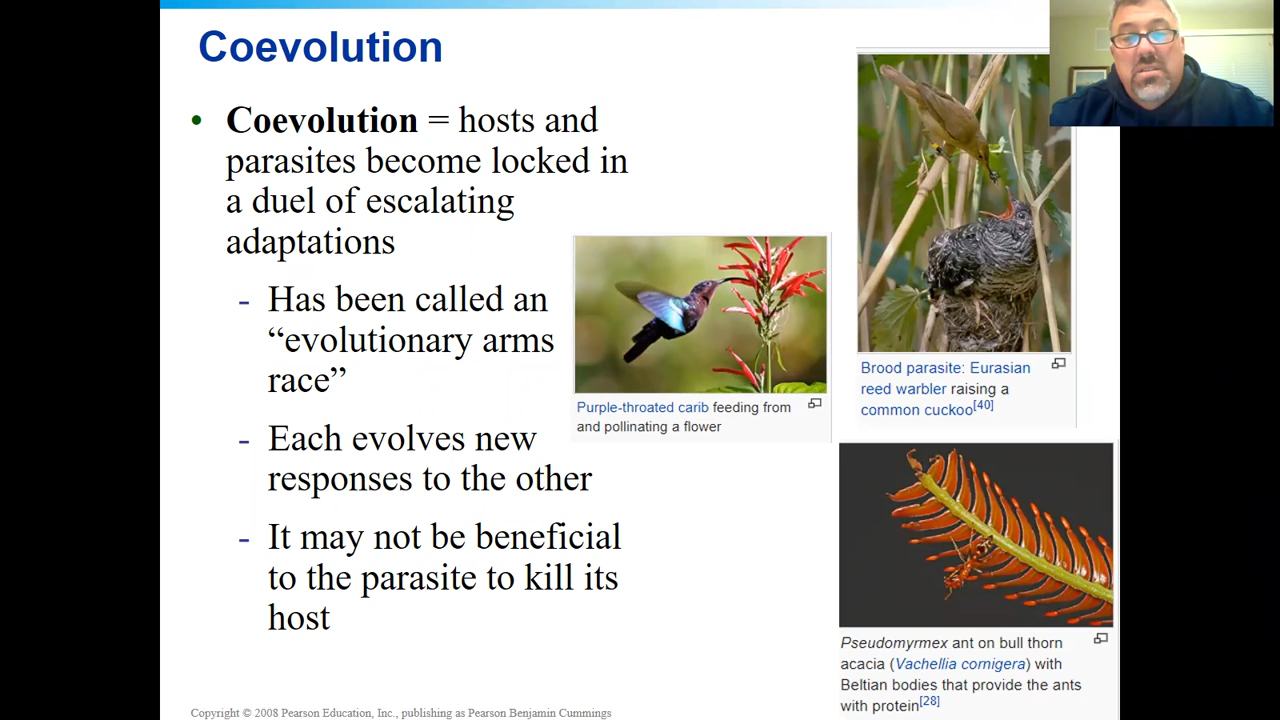 Coevolution
• Coevolution = hosts and
parasites become locked in
a duel of escalating
adaptations
- Has been called an
“evolutionary arms
race”
- Each evolves new
responses to the other
- It may not be beneficial
to the parasite to kill its
host
Purple-throated carib feeding from
and pollinating a flower
Brood parasite: Eurasian
reed warbler raising a
common cuckoo[40]
Pseudomyrmex ant on bull thorn
acacia (Vachellia cornigera) with
Beltian bodies that provide the ants
with protein[28]
Copyright © 2008 Pearson Education, Inc., publishing as Pearson Benjamin Cummings